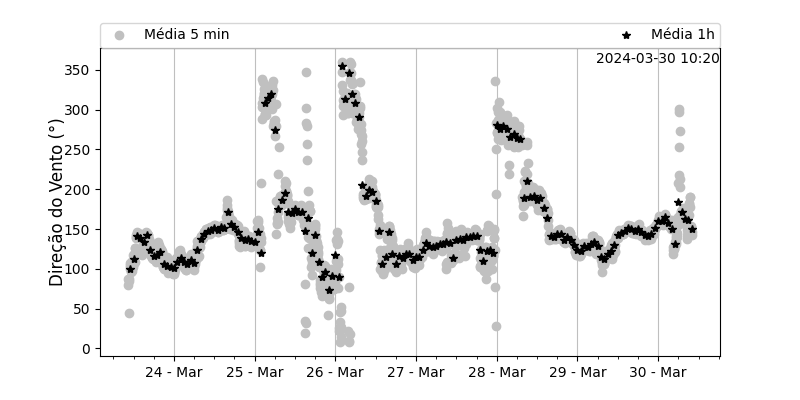 Média 5 min
Média 1h
2024-03-30 10:20
Direção do Vento (°)
350
300
250
200
150
100
50
0
24 - Mar
25 - Mar
26 - Mar
27 - Mar
28 - Mar
29 - Mar
30 - Mar